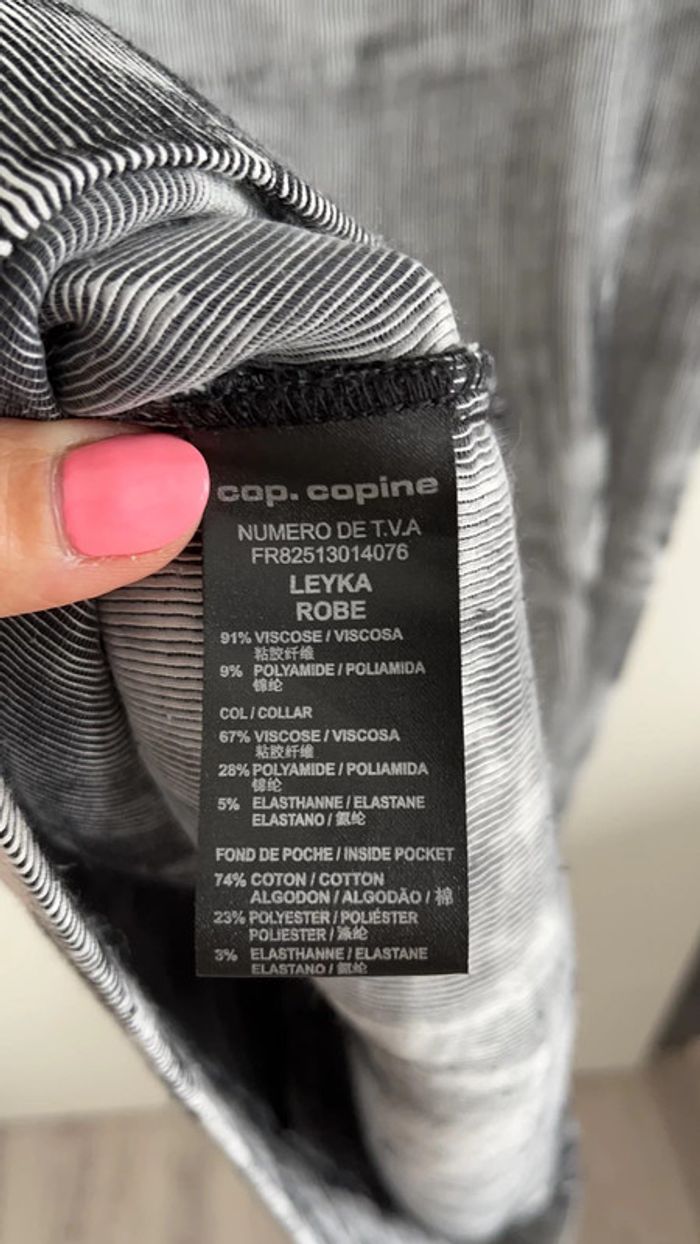 cop. copine
NUMERO DE T.V.A
FR82513014076
LEYKA
ROBE
91% VISCOSE / VISCOSA
粘胶纤维
9% POLYAMIDE / POLIAMIDA
锦纶
COL / COLLAR
67% VISCOSE / VISCOSA
粘胶纤维
28% POLYAMIDE / POLIAMIDA
锦纶
5% ELASTHANNE / ELASTANE
ELASTANO / 氨纶
FOND DE POCHE / INSIDE POCKET
74% COTON / COTTON
ALGODON / ALGODÃO / 棉
23% POLYESTER / POLIÉSTER
POLIESTER / 涤纶
3% ELASTHANNE / ELASTANE
ELASTANO / 氨纶